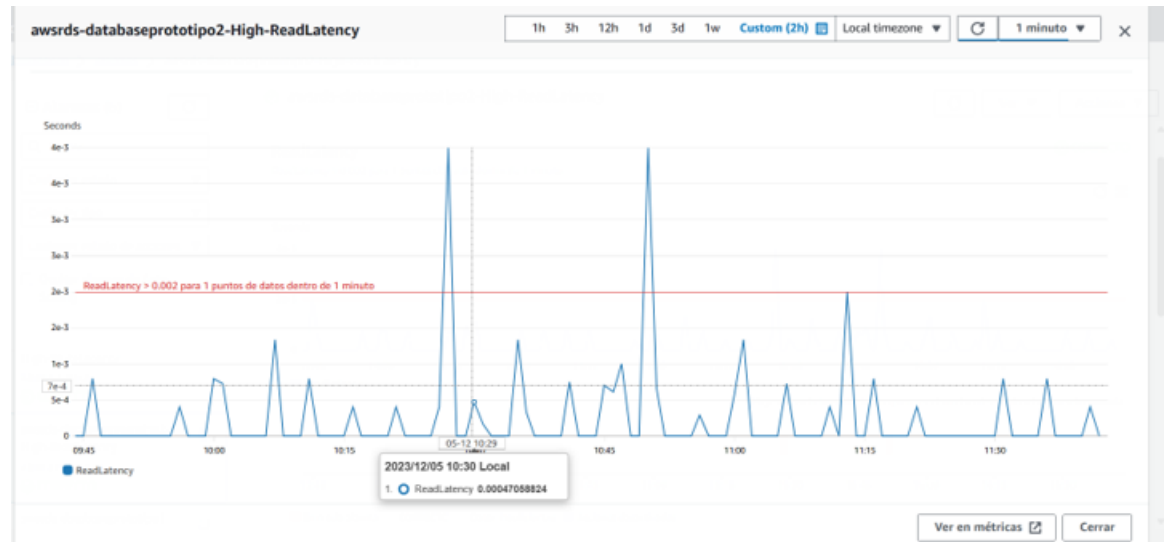 awsrds-databaseprototipo2-High-ReadLatency
1h 3h 12h 1d 3d 1w Custom (2h) Local timezone 1 minuto
Seconds
4e-3
4e-3
3e-3
3e-3
ReadLatency > 0.002 para 1 puntos de datos dentro de 1 minuto
2e-3
2e-3
1e-3
7e-4
5e-4
0
05-12 10:29
09:45 10:00 10:15 10:45 11:00 11:15 11:30
ReadLatency
2023/12/05 10:30 Local
1. ReadLatency 0.00047058824
Ver en métricas Cerrar